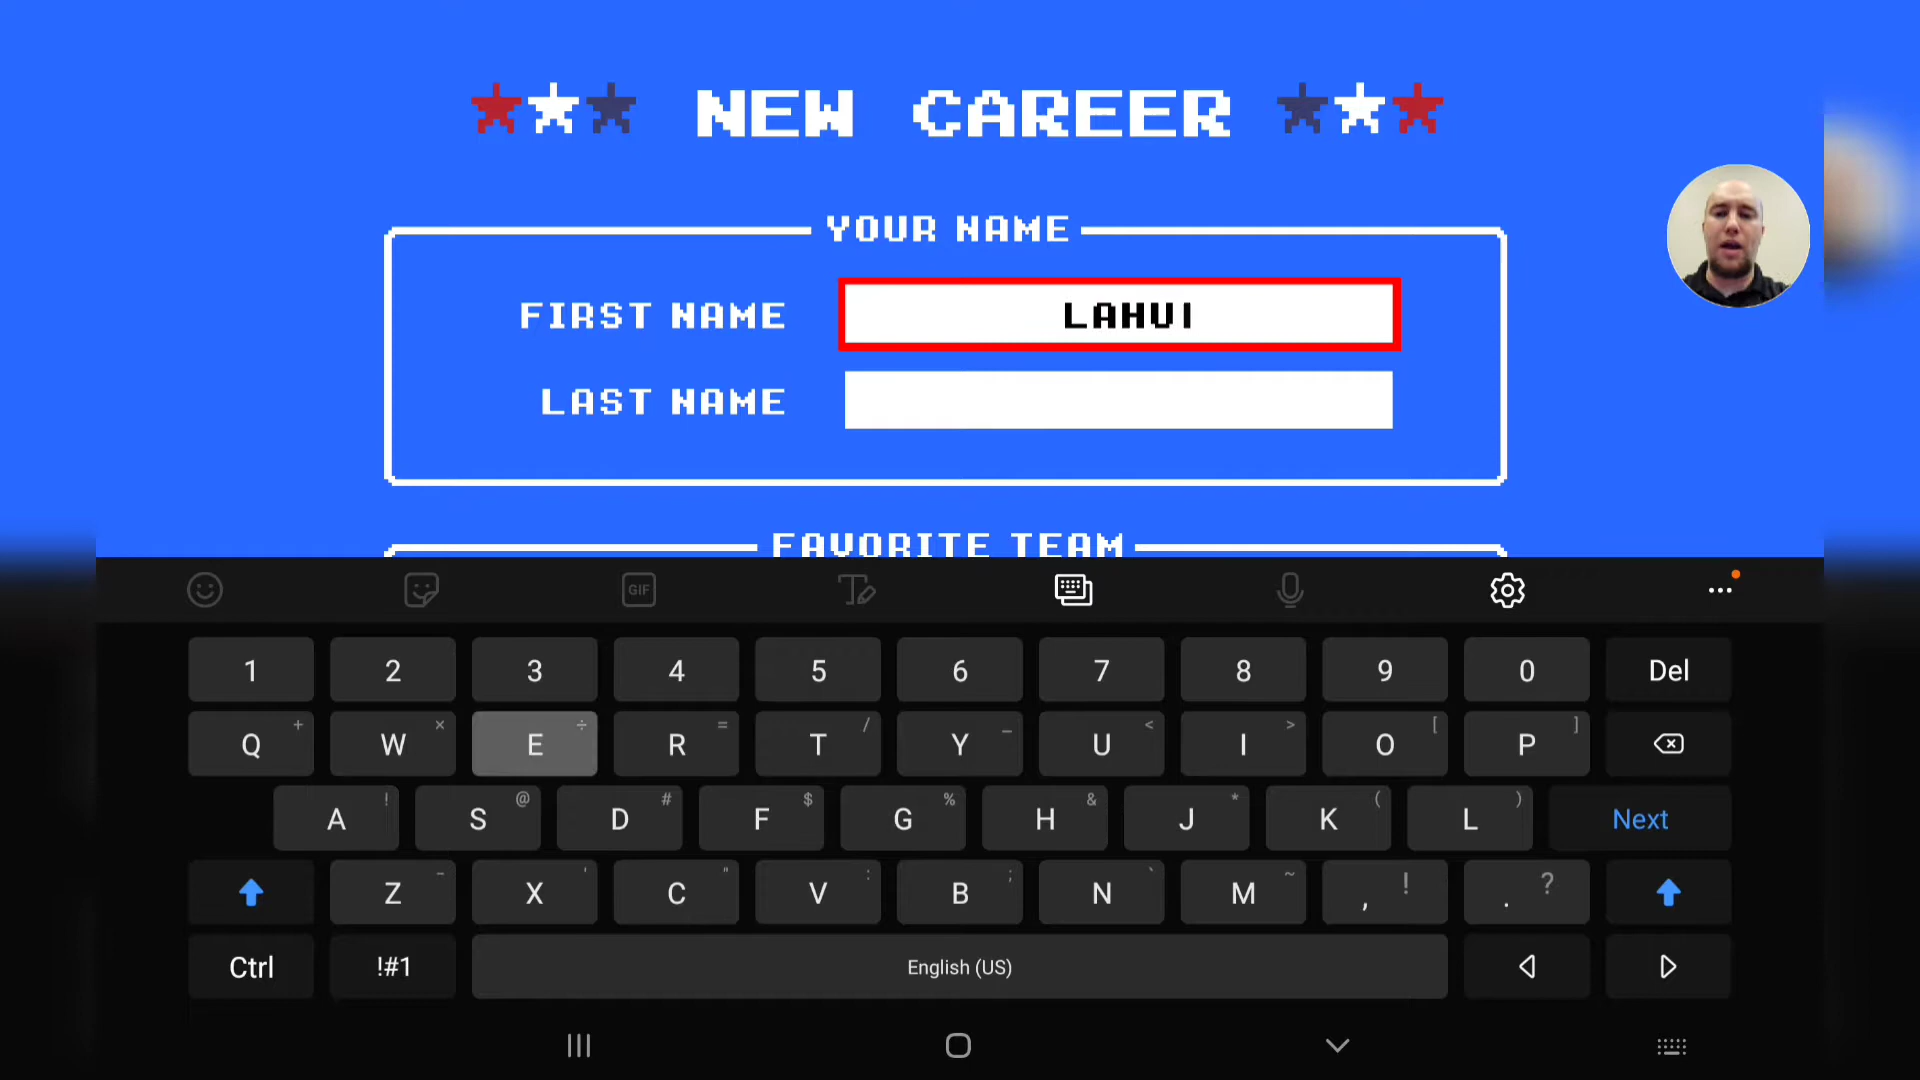 NEW CAREER
YOUR NAME
FIRST NAME LAHUI
LAST NAME
FAVORITE TEAM
GIF
1 2 3 4 5 6 7 8 9 0 Del
Q + W × E ÷ R = T / Y _ U < I > O [ P ]
A ! S @ D # F $ G % H & J * K ( L ) Next
Z - X ' C " V : B ; N ` M ~ , ! . ?
Ctrl !#1 English (US)